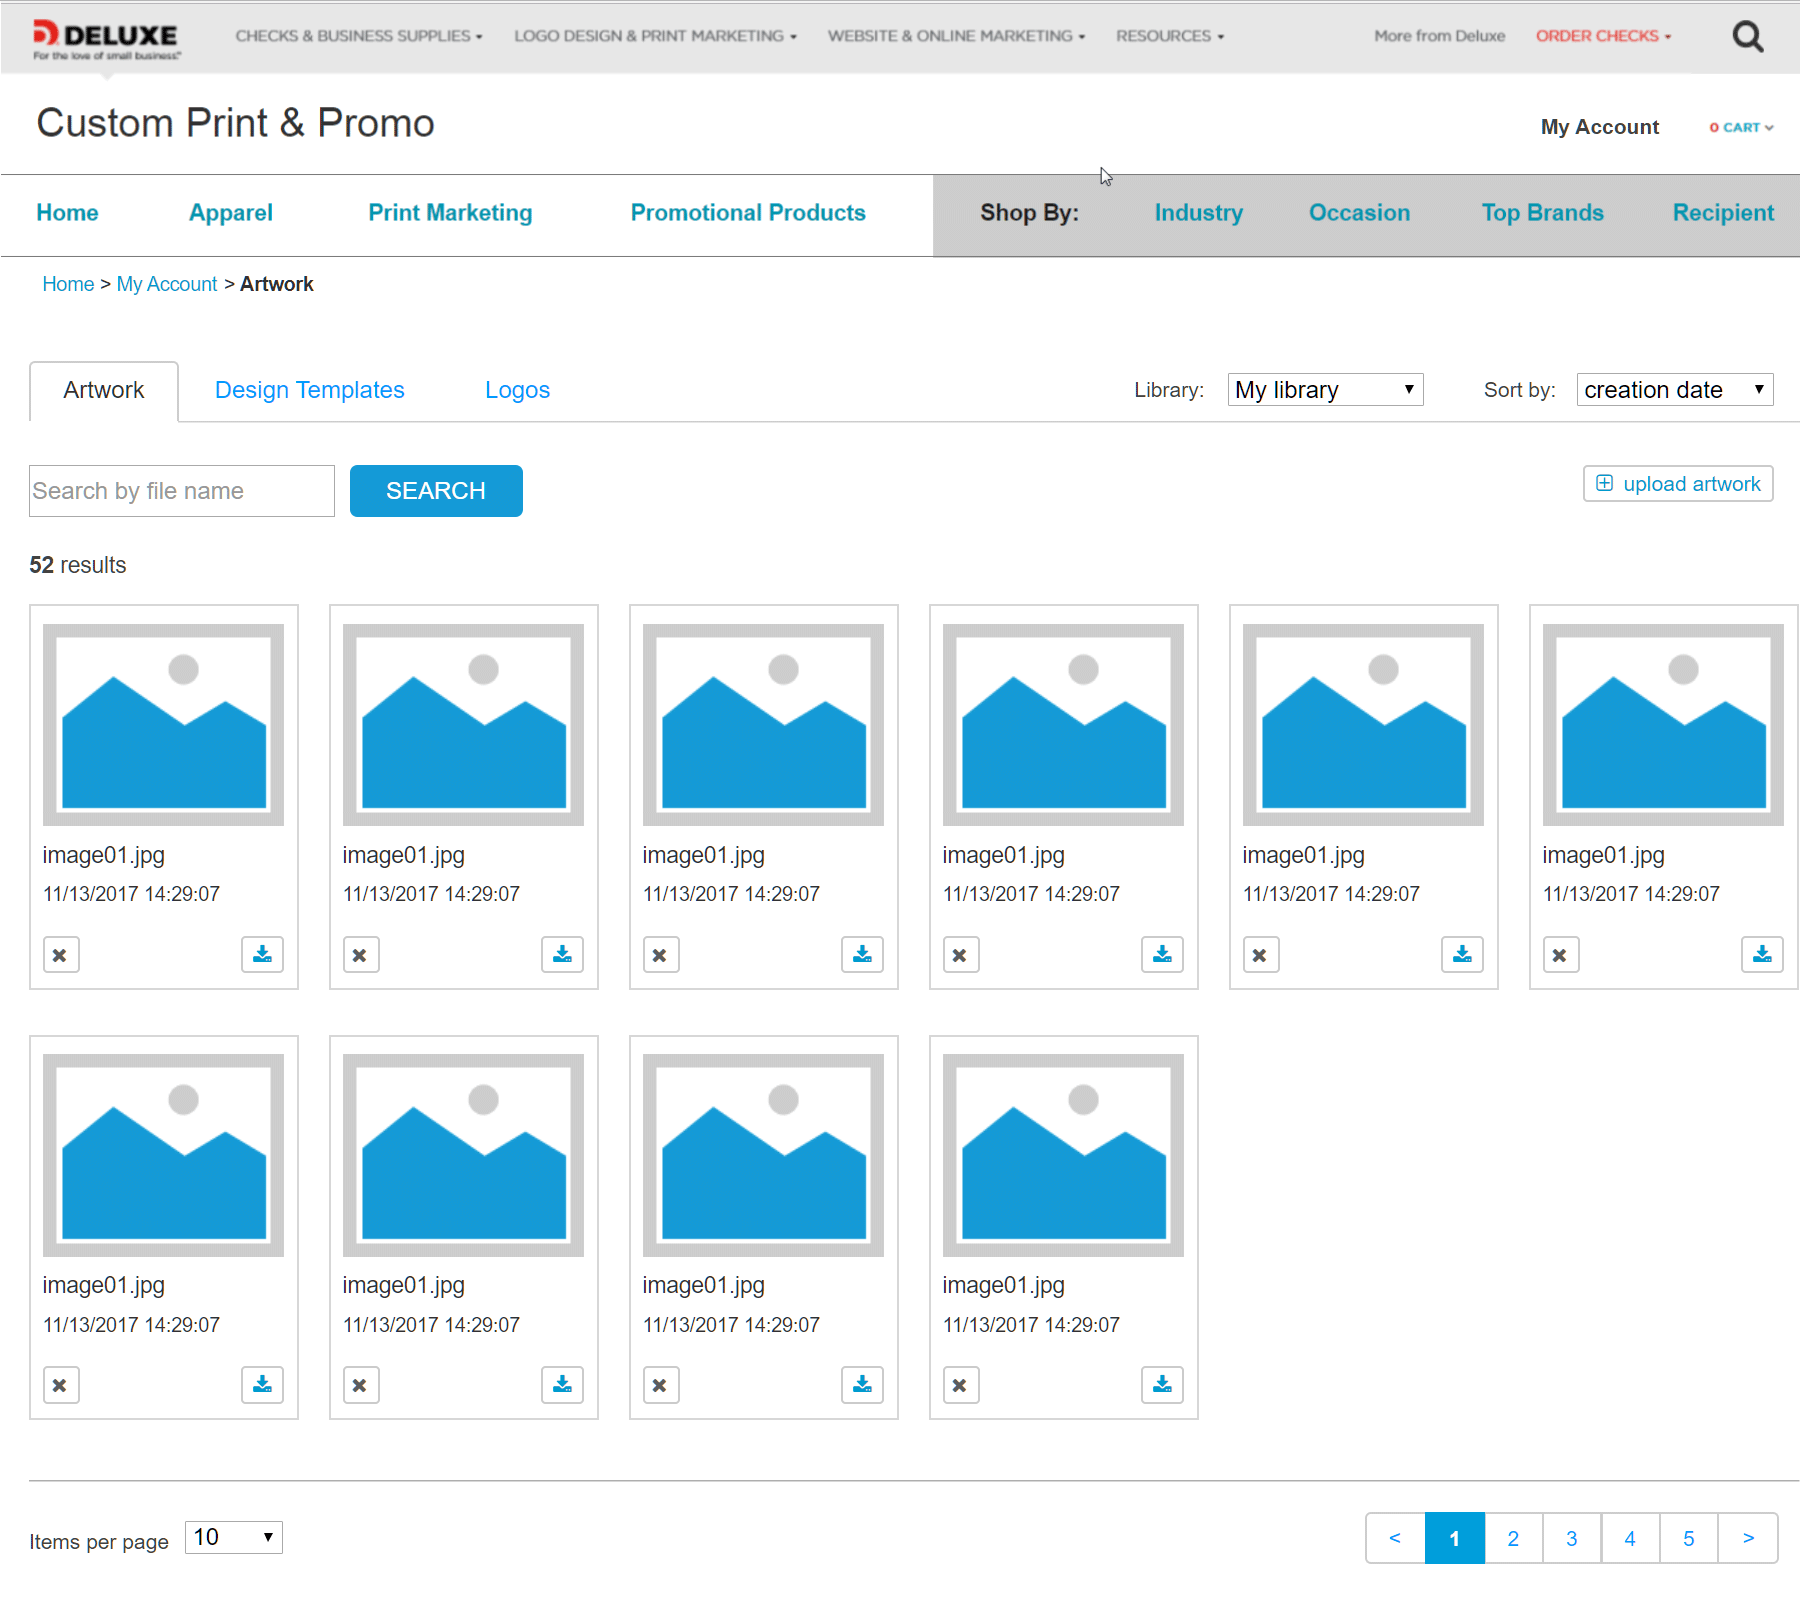 DELUXE
For the love of small business™
CHECKS & BUSINESS SUPPLIES LOGO DESIGN & PRINT MARKETING WEBSITE & ONLINE MARKETING RESOURCES More from Deluxe ORDER CHECKS
Custom Print & Promo
My Account 0 CART
Home Apparel Print Marketing Promotional Products Shop By: Industry Occasion Top Brands Recipient
Home > My Account > Artwork
Artwork Design Templates Logos Library: My library Sort by: creation date
Search by file name SEARCH upload artwork
52 results
image01.jpg image01.jpg image01.jpg image01.jpg image01.jpg image01.jpg
11/13/2017 14:29:07 11/13/2017 14:29:07 11/13/2017 14:29:07 11/13/2017 14:29:07 11/13/2017 14:29:07 11/13/2017 14:29:07
image01.jpg image01.jpg image01.jpg image01.jpg
11/13/2017 14:29:07 11/13/2017 14:29:07 11/13/2017 14:29:07 11/13/2017 14:29:07
Items per page 10 < 1 2 3 4 5 >